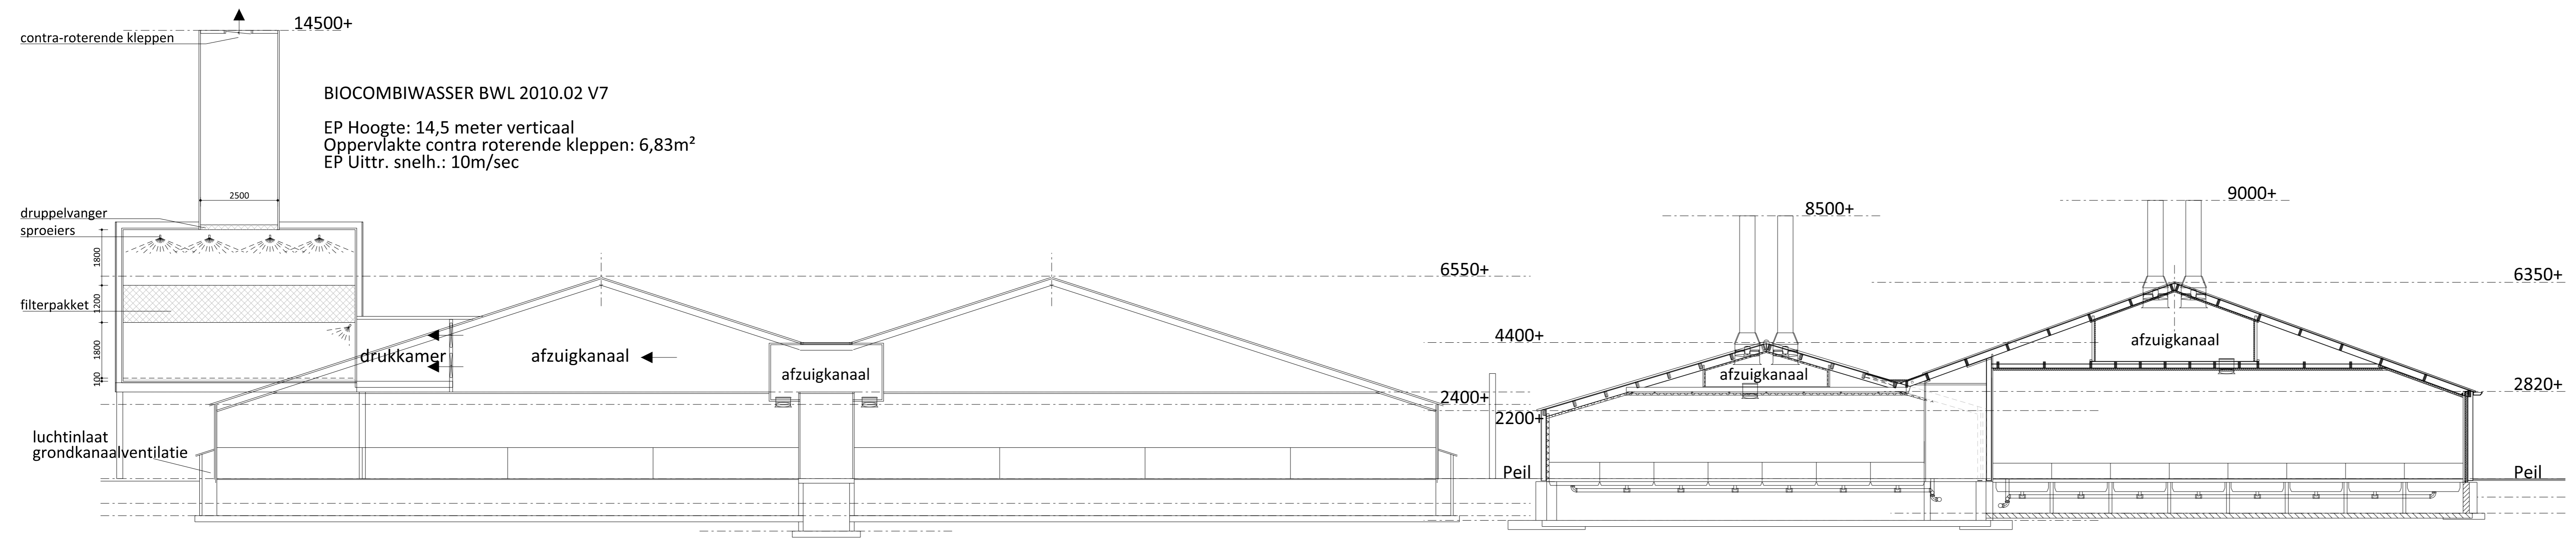 14500+
contra-roterende kleppen
BIOCOMBIWASSER BWL 2010.02 V7
EP Hoogte: 14,5 meter verticaal
Oppervlakte contra roterende kleppen: 6,83m²
EP Uittr. snelh.: 10m/sec
2500
druppelvanger
sproeiers
1800
filterpakket
1200
1800
100
drukkamer
afzuigkanaal
afzuigkanaal
luchtinlaat
grondkanaalventilatie
6550+
4400+
2400+
2200+
Peil
8500+
afzuigkanaal
9000+
afzuigkanaal
6350+
2820+
Peil